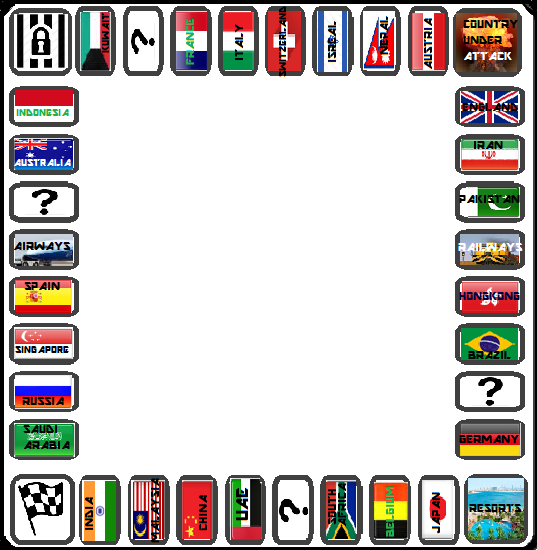 KUWAIT
?
FRANCE
ITALY
SWITZERLAND
ISREAL
NEPAL
AUSTRIA
COUNTRY
UNDER
ATTACK
INDONESIA
ENGLAND
AUSTRALIA
IRAN
?
PAKISTAN
AIRWAYS
RAILWAYS
SPAIN
HONGKONG
SINGAPORE
BRAZIL
RUSSIA
?
SAUDI
ARABIA
GERMANY
INDIA
MALAYSIA
CHINA
UAE
?
SOUTH
AFRICA
BELGIUM
JAPAN
RESORTS